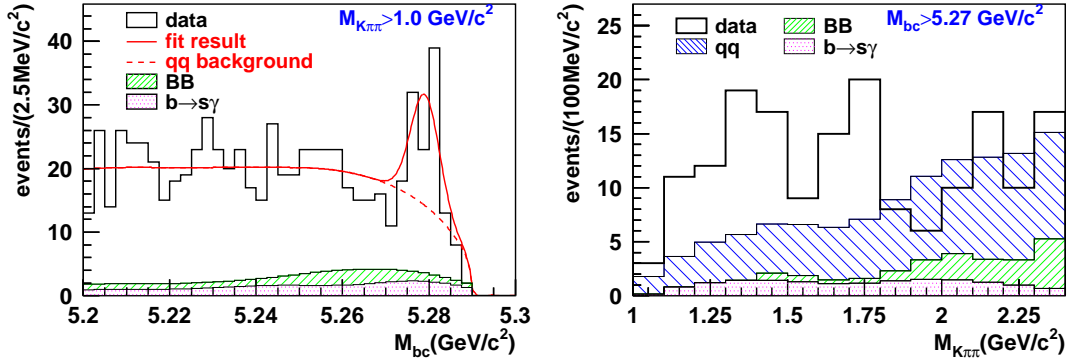 M_Kππ>1.0 GeV/c²
data
fit result
qq background
BB
b→sγ
events/(2.5MeV/c²)
40
30
20
10
0
5.2 5.22 5.24 5.26 5.28 5.3
M_bc(GeV/c²)
M_bc>5.27 GeV/c²
data BB
qq b→sγ
events/(100MeV/c²)
25
20
15
10
5
0
1 1.25 1.5 1.75 2 2.25
M_Kππ(GeV/c²)